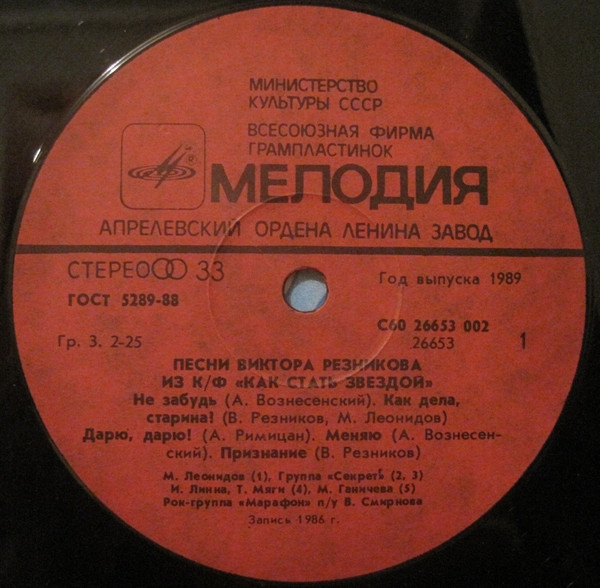 МИНИСТЕРСТВО
КУЛЬТУРЫ СССР
ВСЕСОЮЗНАЯ ФИРМА
ГРАМПЛАСТИНОК
МЕЛОДИЯ
АПРЕЛЕВСКИЙ ОРДЕНА ЛЕНИНА ЗАВОД
СТЕРЕО 33
Год выпуска 1989
ГОСТ 5289-88
С60 26653 002
Гр. 3. 2-25
26653 1
ПЕСНИ ВИКТОРА РЕЗНИКОВА
ИЗ К/Ф «КАК СТАТЬ ЗВЕЗДОЙ»
Не забудь (А. Вознесенский). Как дела,
старина! (В. Резников, М. Леонидов)
Дарю, дарю! (А. Римицан). Меняю (А. Вознесен-
ский). Признание (В. Резников)
М. Леонидов (1), Группа «Секрет» (2, 3)
И. Линна, Т. Мяги (4), М. Ганичева (5)
Рок-группа «Марафон» п/у В. Смирнова
Запись 1986 г.